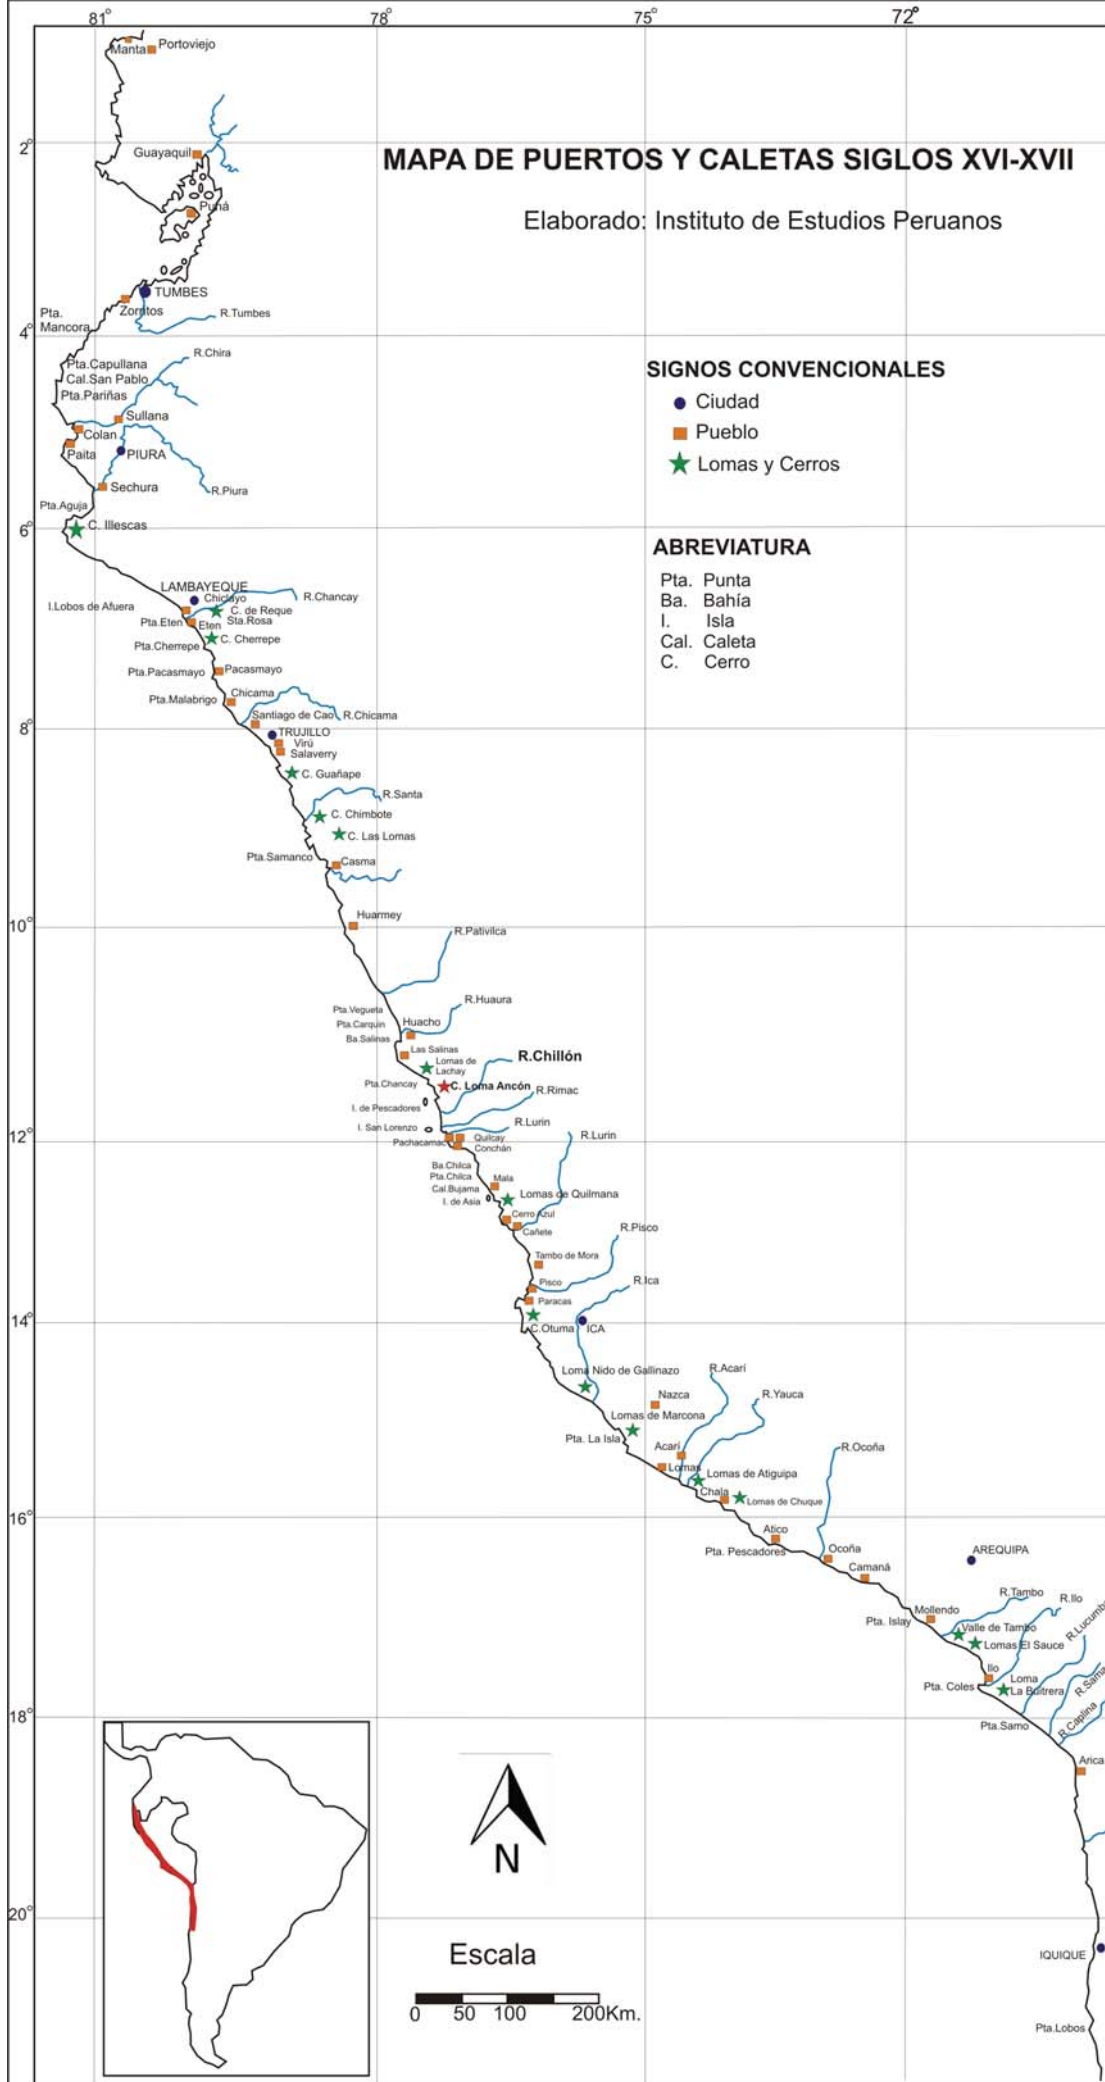 81° 78° 75° 72°
Manta
Portoviejo
2°
Guayaquil
MAPA DE PUERTOS Y CALETAS SIGLOS XVI-XVII
Puná
Elaborado: Instituto de Estudios Peruanos
TUMBES
Zorritos
R.Tumbes
Pta.
Mancora
4°
R.Chira
Pta.Capullana
Cal.San Pablo
Pta.Pariñas
SIGNOS CONVENCIONALES
Ciudad
Pueblo
Lomas y Cerros
Sullana
Colan
Paita
PIURA
Sechura
R.Piura
Pta.Aguja
6°
C. Illescas
ABREVIATURA
Pta. Punta
Ba. Bahía
I. Isla
Cal. Caleta
C. Cerro
LAMBAYEQUE
Chiclayo
R.Chancay
I.Lobos de Afuera
C. de Reque
Sta.Rosa
Pta.Eten
Eten
Pta.Cherrepe
C. Cherrepe
Pta.Pacasmayo
Pacasmayo
Chicama
Pta.Malabrigo
Santiago de Cao
R.Chicama
8°
TRUJILLO
Virú
Salaverry
C. Guañape
R.Santa
C. Chimbote
C. Las Lomas
Pta.Samanco
Casma
Huarmey
10°
R.Pativilca
R.Huaura
Pta.Vegueta
Pta.Carquin
Huacho
Ba.Salinas
Las Salinas
Lomas de
Lachay
R.Chillón
Pta.Chancay
C. Loma Ancón
R.Rimac
I. de Pescadores
R.Lurin
I. San Lorenzo
R.Lurin
12°
Pachacamac
Quilcay
Conchán
Ba.Chilca
Pta.Chilca
Cal.Bujama
I. de Asia
Mala
Lomas de Quilmana
Cerro Azul
Cañete
R.Pisco
Tambo de Mora
Pisco
R.Ica
Paracas
14°
C.Otuma
ICA
Loma Nido de Gallinazo
R.Acarí
R.Yauca
Nazca
Lomas de Marcona
Pta. La Isla
Acarí
R.Ocoña
Lomas
Lomas de Atiguipa
Chala
Lomas de Chuque
16°
Atico
Pta. Pescadores
Ocoña
AREQUIPA
Camaná
R.Tambo
R.Ilo
Mollendo
Pta. Islay
Valle de Tambo
R.Lucumb
Lomas El Sauce
Ilo
Loma
La Buitrera
Pta. Coles
R.Sama
18°
Pta.Samo
R.Caplina
Arica
N
20°
Escala
IQUIQUE
0 50 100 200Km.
Pta.Lobos